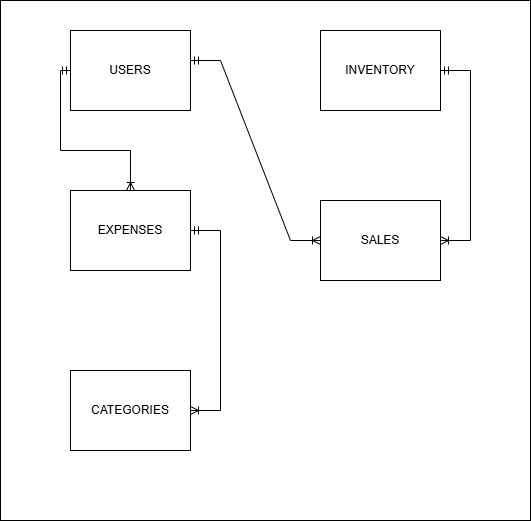 USERS
INVENTORY
EXPENSES
SALES
CATEGORIES